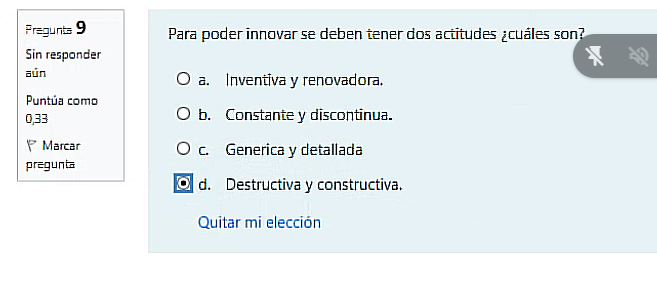 Pregunta 9
Sin responder
aún
Puntúa como
0,33
Marcar
pregunta
Para poder innovar se deben tener dos actitudes ¿cuáles son?
a. Inventiva y renovadora.
b. Constante y discontinua.
c. Generica y detallada
d. Destructiva y constructiva.
Quitar mi elección